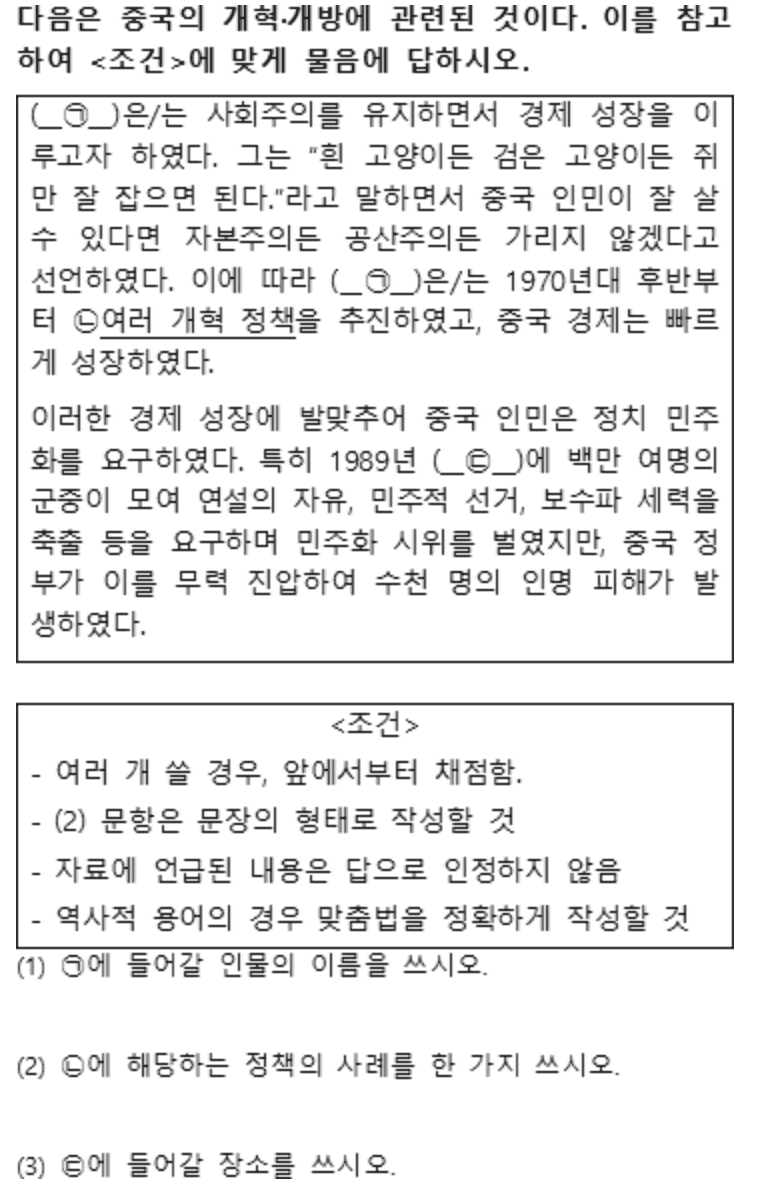 다음은 중국의 개혁·개방에 관련된 것이다. 이를 참고
하여 <조건>에 맞게 물음에 답하시오.
(_㉠_)은/는 사회주의를 유지하면서 경제 성장을 이
루고자 하였다. 그는 "흰 고양이든 검은 고양이든 쥐
만 잘 잡으면 된다."라고 말하면서 중국 인민이 잘 살
수 있다면 자본주의든 공산주의든 가리지 않겠다고
선언하였다. 이에 따라 (_㉠_)은/는 1970년대 후반부
터 ㉡여러 개혁 정책을 추진하였고, 중국 경제는 빠르
게 성장하였다.
이러한 경제 성장에 발맞추어 중국 인민은 정치 민주
화를 요구하였다. 특히 1989년 (_㉢_)에 백만 여명의
군중이 모여 연설의 자유, 민주적 선거, 보수파 세력을
축출 등을 요구하며 민주화 시위를 벌였지만, 중국 정
부가 이를 무력 진압하여 수천 명의 인명 피해가 발
생하였다.
<조건>
- 여러 개 쓸 경우, 앞에서부터 채점함.
- (2) 문항은 문장의 형태로 작성할 것
- 자료에 언급된 내용은 답으로 인정하지 않음
- 역사적 용어의 경우 맞춤법을 정확하게 작성할 것
(1) ㉠에 들어갈 인물의 이름을 쓰시오.
(2) ㉡에 해당하는 정책의 사례를 한 가지 쓰시오.
(3) ㉢에 들어갈 장소를 쓰시오.